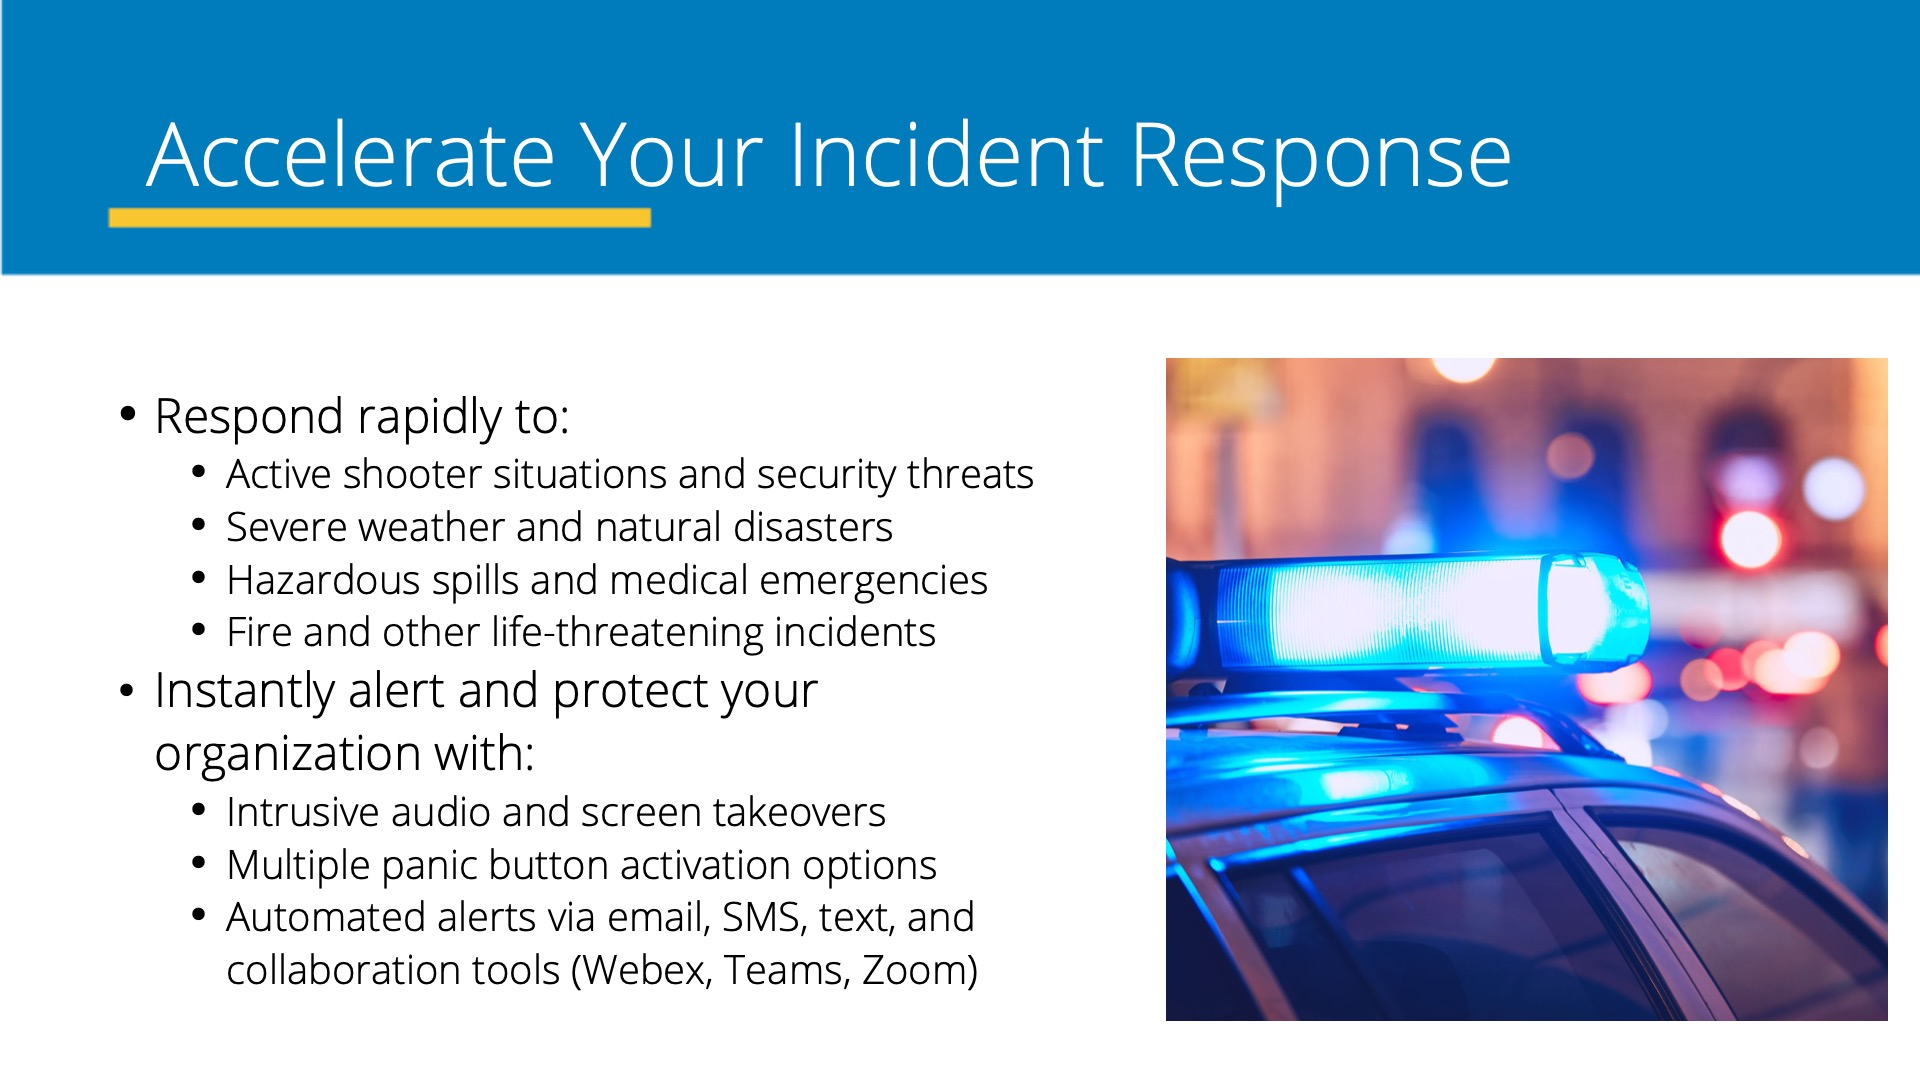 Accelerate Your Incident Response
• Respond rapidly to:
• Active shooter situations and security threats
• Severe weather and natural disasters
• Hazardous spills and medical emergencies
• Fire and other life-threatening incidents
• Instantly alert and protect your
organization with:
• Intrusive audio and screen takeovers
• Multiple panic button activation options
• Automated alerts via email, SMS, text, and
collaboration tools (Webex, Teams, Zoom)